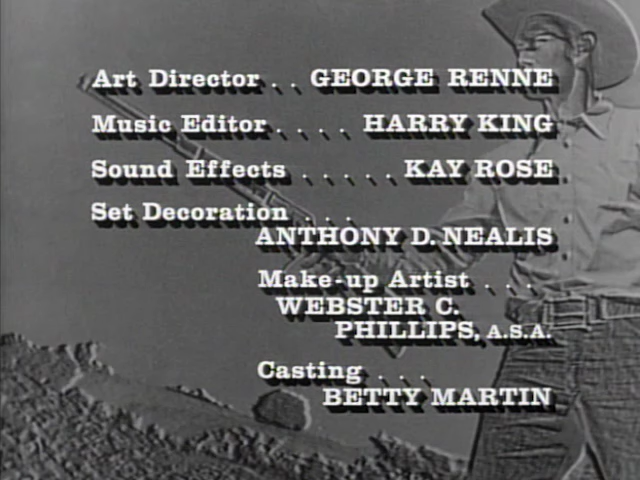 Art Director . . GEORGE RENNE
Music Editor . . . . HARRY KING
Sound Effects . . . . . KAY ROSE
Set Decoration . . .
ANTHONY D. NEALIS
Make-up Artist . . .
WEBSTER C.
PHILLIPS, A.S.A.
Casting . . .
BETTY MARTIN